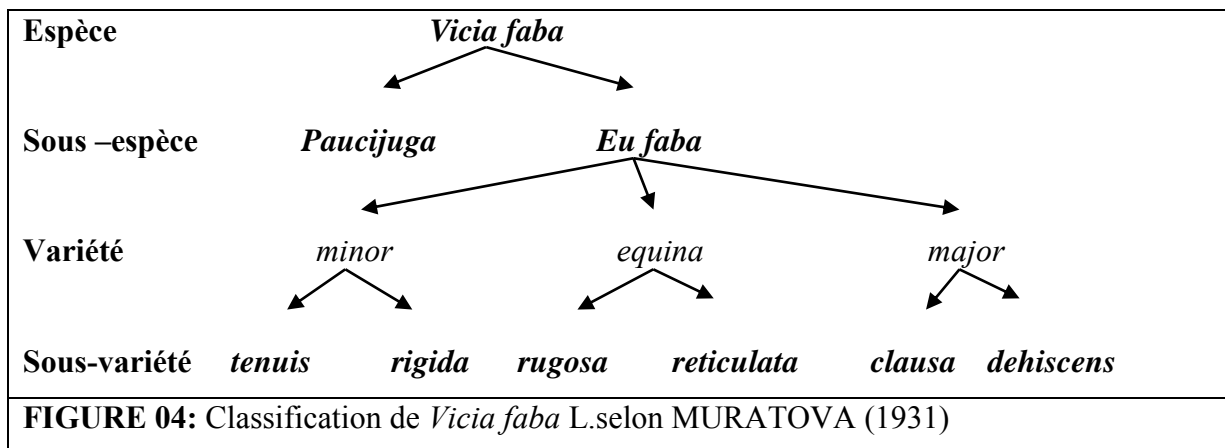 Espèce Vicia faba
Sous –espèce Paucijuga Eu faba
Variété minor equina major
Sous-variété tenuis rigida rugosa reticulata clausa dehiscens
FIGURE 04: Classification de Vicia faba L.selon MURATOVA (1931)